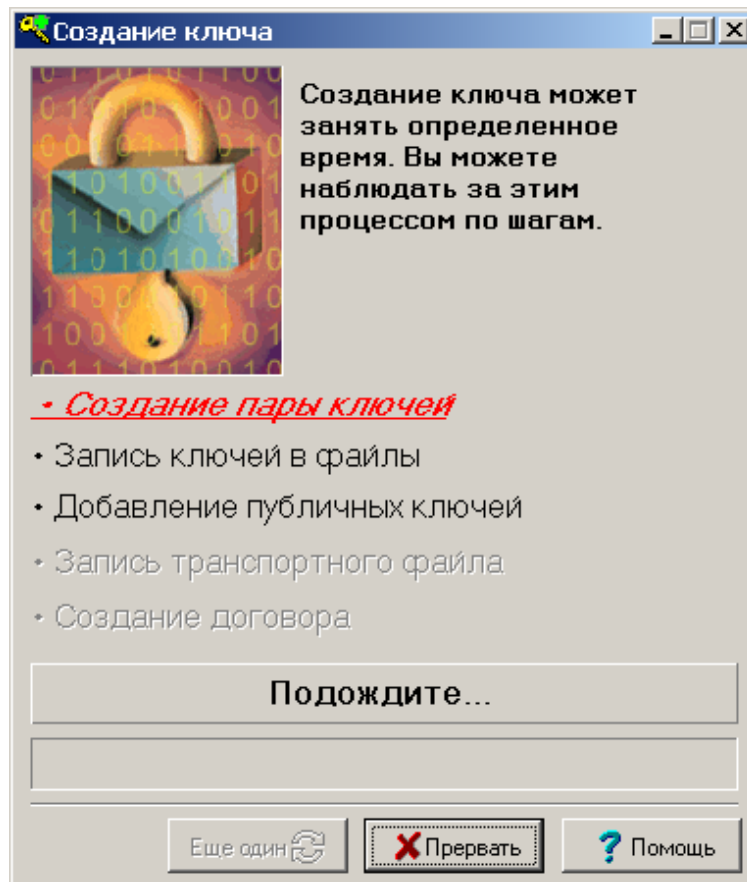 Создание ключа
Создание ключа может
занять определенное
время. Вы можете
наблюдать за этим
процессом по шагам.
• Создание пары ключей
• Запись ключей в файлы
• Добавление публичных ключей
• Запись транспортного файла
• Создание договора
Подождите...
Еще один
Прервать
Помощь